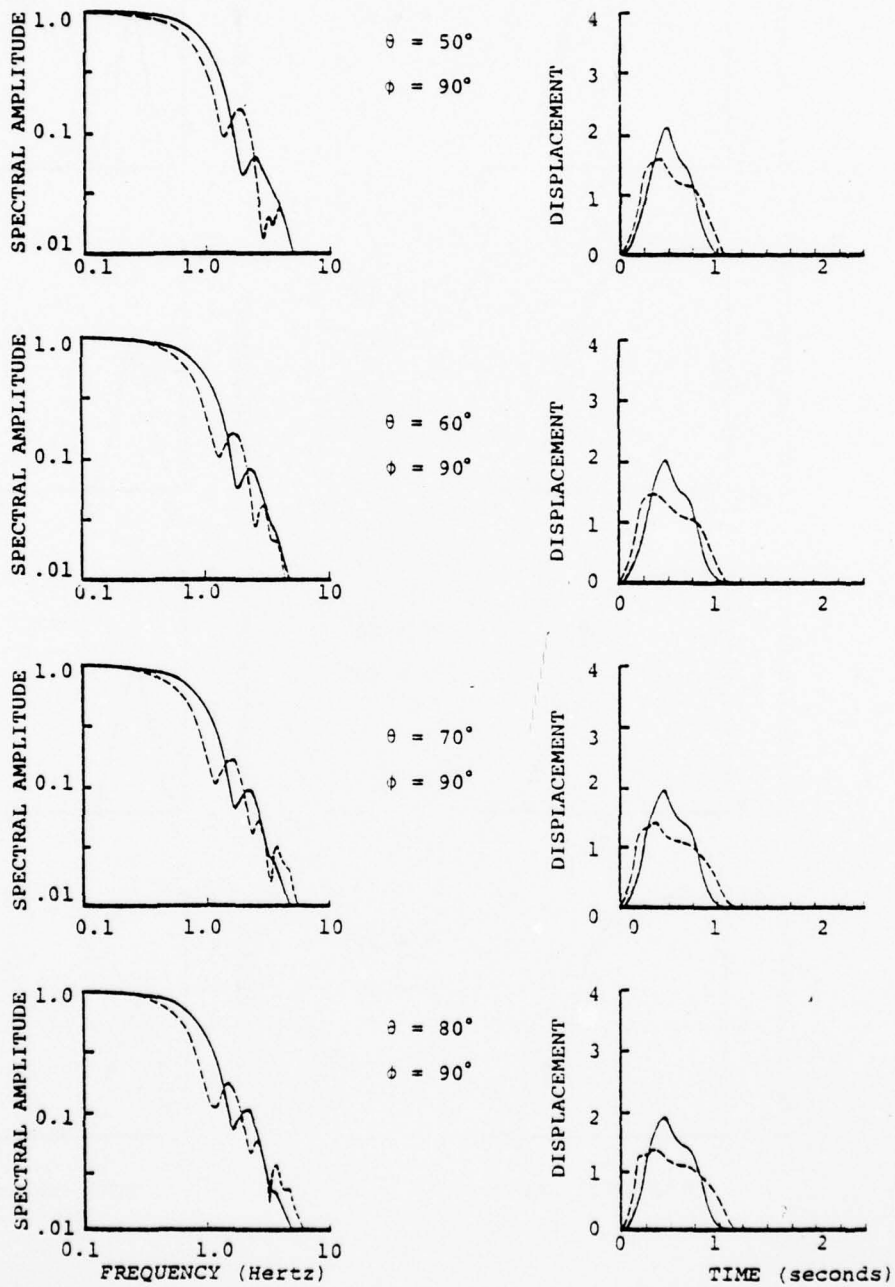 SPECTRAL AMPLITUDE
1.0
0.1
.01
0.1 1.0 10
θ = 50°
φ = 90°
DISPLACEMENT
4
3
2
1
0
0 1 2
SPECTRAL AMPLITUDE
1.0
0.1
.01
0.1 1.0 10
θ = 60°
φ = 90°
DISPLACEMENT
4
3
2
1
0
0 1 2
SPECTRAL AMPLITUDE
1.0
0.1
.01
0.1 1.0 10
θ = 70°
φ = 90°
DISPLACEMENT
4
3
2
1
0
0 1 2
SPECTRAL AMPLITUDE
1.0
0.1
.01
0.1 1.0 10
FREQUENCY (Hertz)
θ = 80°
φ = 90°
DISPLACEMENT
4
3
2
1
0
0 1 2
TIME (seconds)